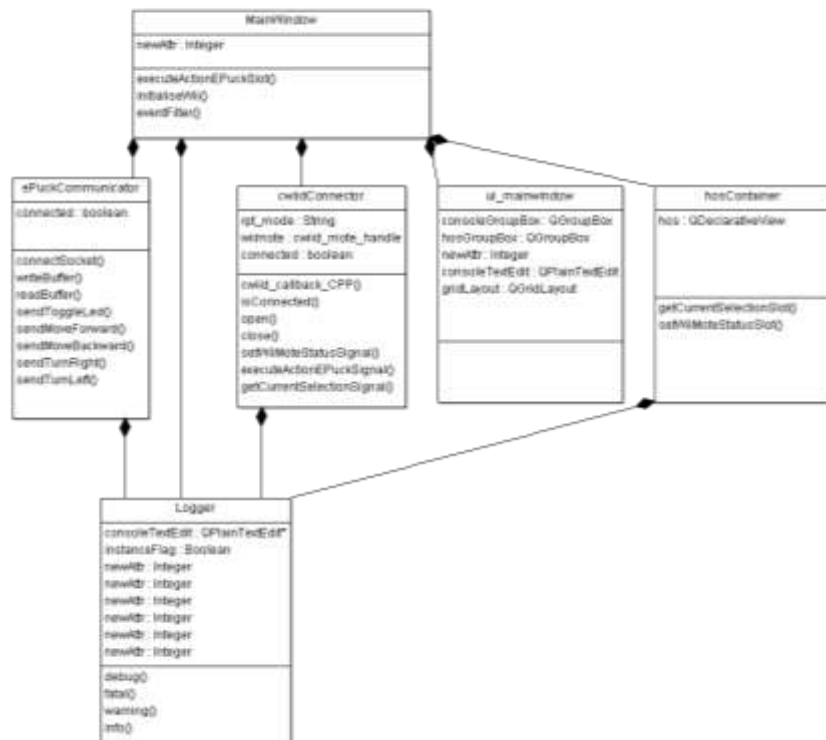 MainWindow
newAttr : Integer
executeActionEPuckSlot()
initialiseWii()
eventFilter()
ePuckCommunicator
connected : boolean
connectSocket()
writeBuffer()
readBuffer()
sendToggleLed()
sendMoveForward()
sendMoveBackward()
sendTurnRight()
sendTurnLeft()
cwiidConnector
rpt_mode : String
wiimote : cwiid_mote_handle
connected : boolean
cwiid_callback_CPP()
isConnected()
open()
close()
setWiiMoteStatusSignal()
executeActionEPuckSignal()
getCurrentSelectionSignal()
ui_mainwindow
consoleGroupBox : QGroupBox
hosGroupBox : QGroupBox
newAttr : Integer
consoleTextEdit : QPlainTextEdit
gridLayout : QGridLayout
hosContainer
hos : QDeclarativeView
getCurrentSelectionSlot()
setWiiMoteStatusSlot()
Logger
consoleTextEdit : QPlainTextEdit*
instanceFlag : Boolean
newAttr : Integer
newAttr : Integer
newAttr : Integer
newAttr : Integer
newAttr : Integer
newAttr : Integer
debug()
fatal()
warning()
info()